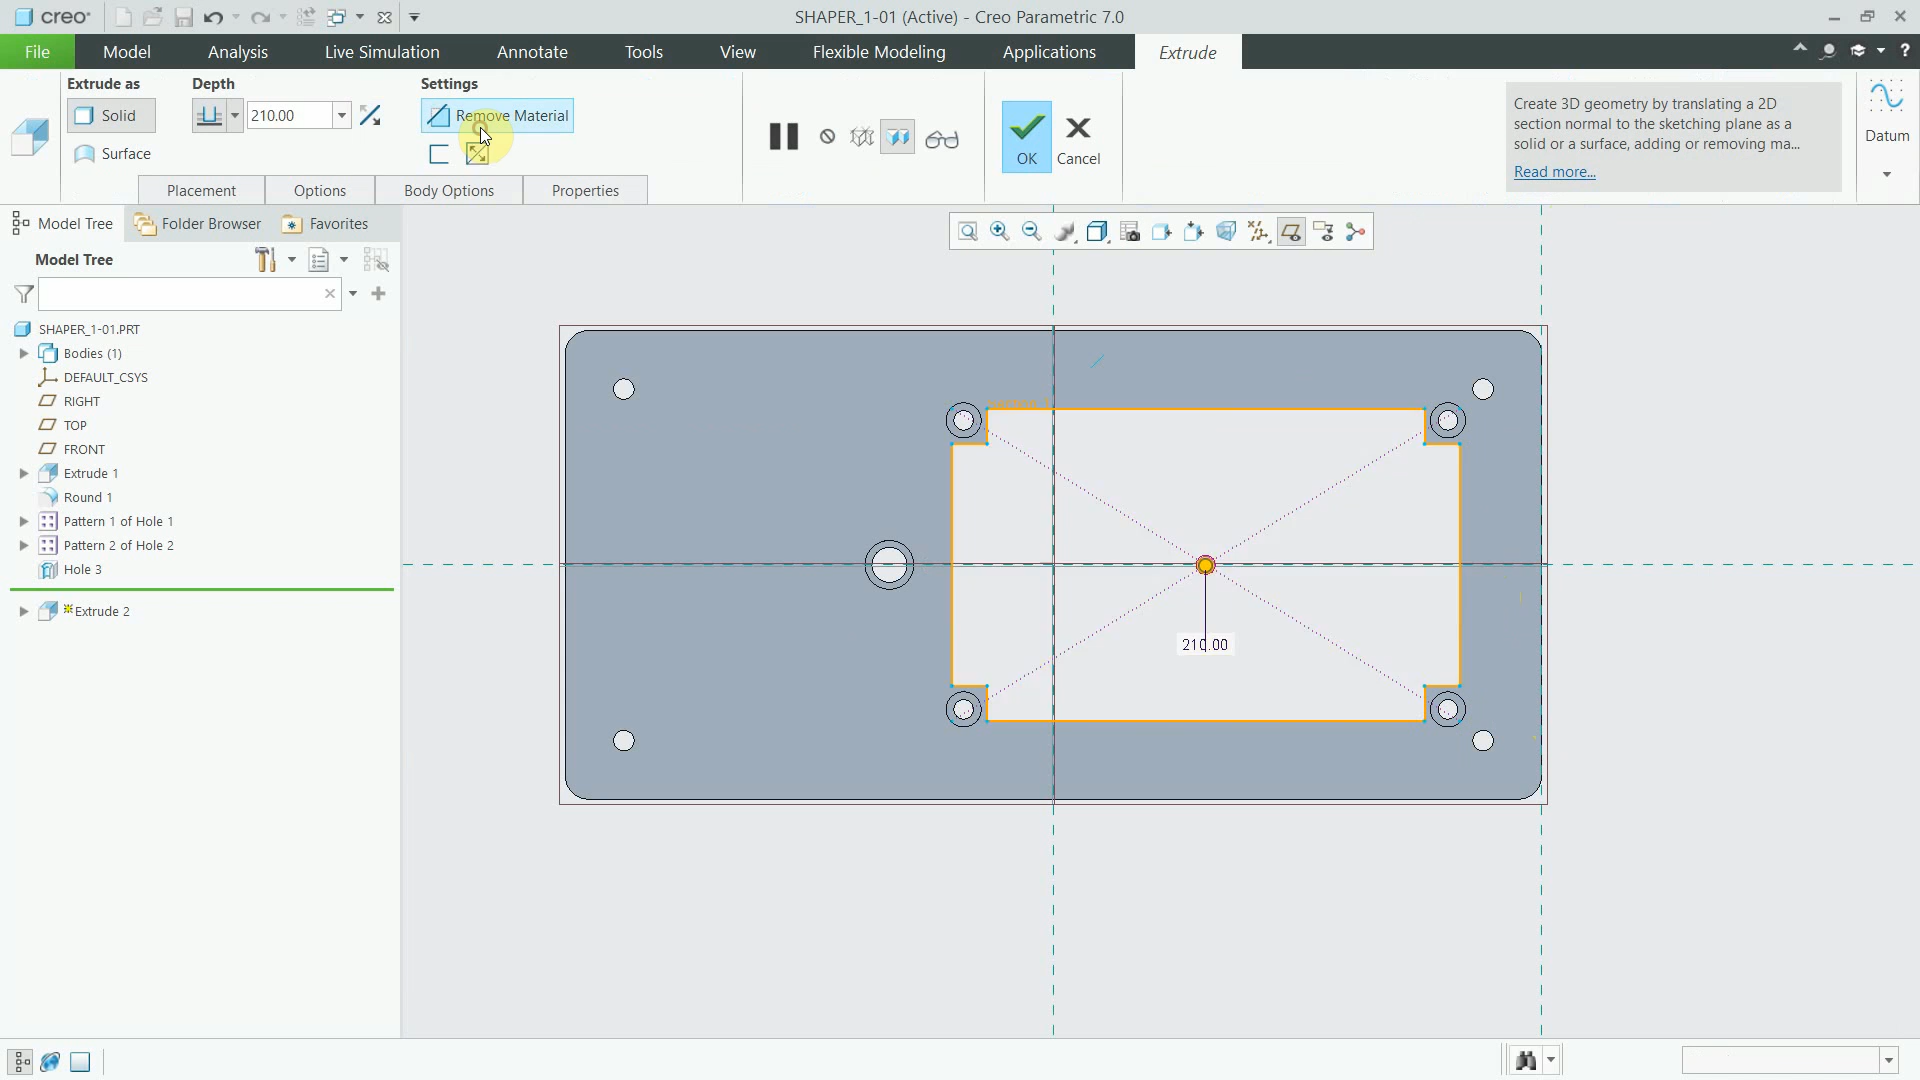 creo
SHAPER_1-01 (Active) - Creo Parametric 7.0
File
Model
Analysis
Live Simulation
Annotate
Tools
View
Flexible Modeling
Applications
Extrude
Extrude as
Depth
Settings
Solid
210.00
Remove Material
Surface
OK
Cancel
Create 3D geometry by translating a 2D
section normal to the sketching plane as a
solid or a surface, adding or removing ma...
Read more...
Datum
Placement
Options
Body Options
Properties
Model Tree
Folder Browser
Favorites
Model Tree
SHAPER_1-01.PRT
Bodies (1)
DEFAULT_CSYS
RIGHT
TOP
FRONT
Extrude 1
Round 1
Pattern 1 of Hole 1
Pattern 2 of Hole 2
Hole 3
Extrude 2
210.00